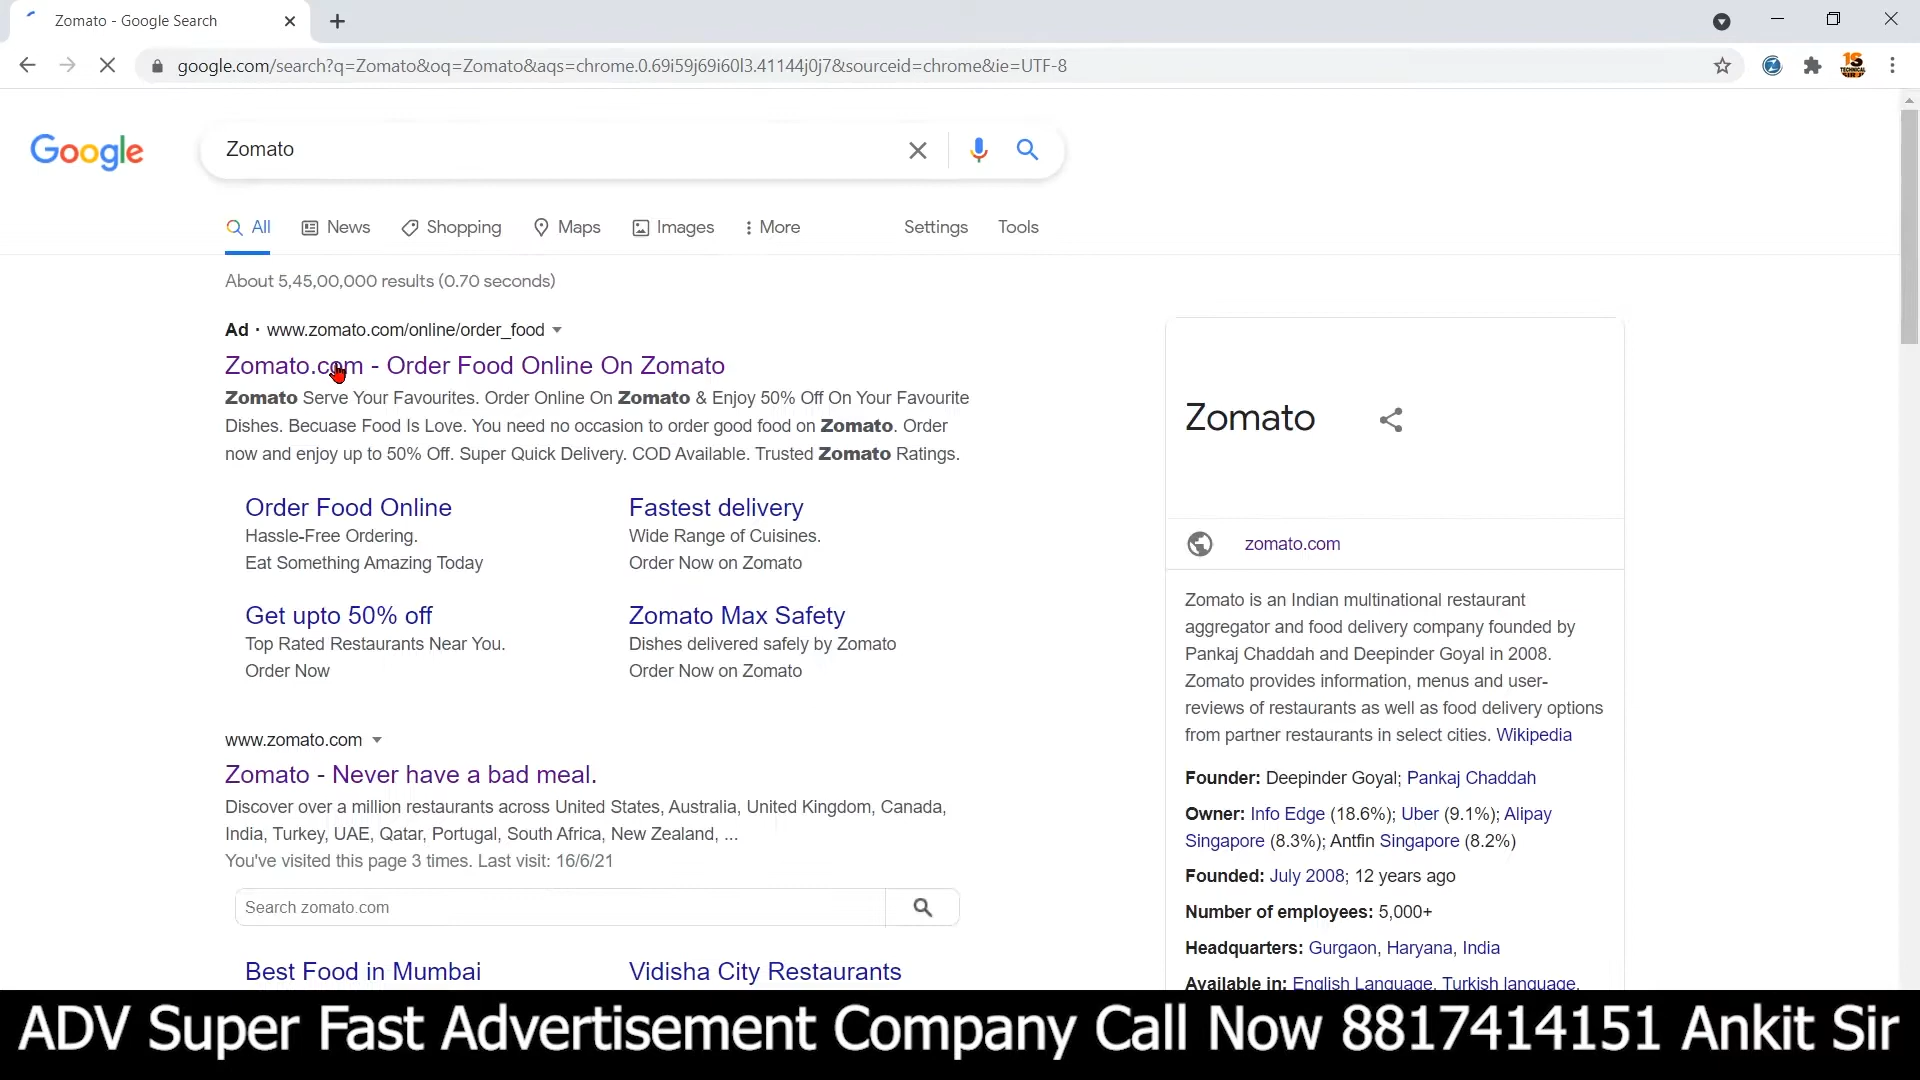 Zomato - Google Search
google.com/search?q=Zomato&oq=Zomato&aqs=chrome.0.69i59j69i60l3.41144j0j7&sourceid=chrome&ie=UTF-8
Google
Zomato
All News Shopping Maps Images More Settings Tools
About 5,45,00,000 results (0.70 seconds)
Ad · www.zomato.com/online/order_food
Zomato.com - Order Food Online On Zomato
Zomato Serve Your Favourites. Order Online On Zomato & Enjoy 50% Off On Your Favourite
Dishes. Becuase Food Is Love. You need no occasion to order good food on Zomato. Order
now and enjoy up to 50% Off. Super Quick Delivery. COD Available. Trusted Zomato Ratings.
Order Food Online
Hassle-Free Ordering.
Eat Something Amazing Today
Fastest delivery
Wide Range of Cuisines.
Order Now on Zomato
Get upto 50% off
Top Rated Restaurants Near You.
Order Now
Zomato Max Safety
Dishes delivered safely by Zomato
Order Now on Zomato
www.zomato.com
Zomato - Never have a bad meal.
Discover over a million restaurants across United States, Australia, United Kingdom, Canada,
India, Turkey, UAE, Qatar, Portugal, South Africa, New Zealand, ...
You've visited this page 3 times. Last visit: 16/6/21
Search zomato.com
Best Food in Mumbai
Vidisha City Restaurants
Zomato
zomato.com
Zomato is an Indian multinational restaurant
aggregator and food delivery company founded by
Pankaj Chaddah and Deepinder Goyal in 2008.
Zomato provides information, menus and user-
reviews of restaurants as well as food delivery options
from partner restaurants in select cities. Wikipedia
Founder: Deepinder Goyal; Pankaj Chaddah
Owner: Info Edge (18.6%); Uber (9.1%); Alipay
Singapore (8.3%); Antfin Singapore (8.2%)
Founded: July 2008; 12 years ago
Number of employees: 5,000+
Headquarters: Gurgaon, Haryana, India
Available in: English Language, Turkish language,
ADV Super Fast Advertisement Company Call Now 8817414151 Ankit Sir